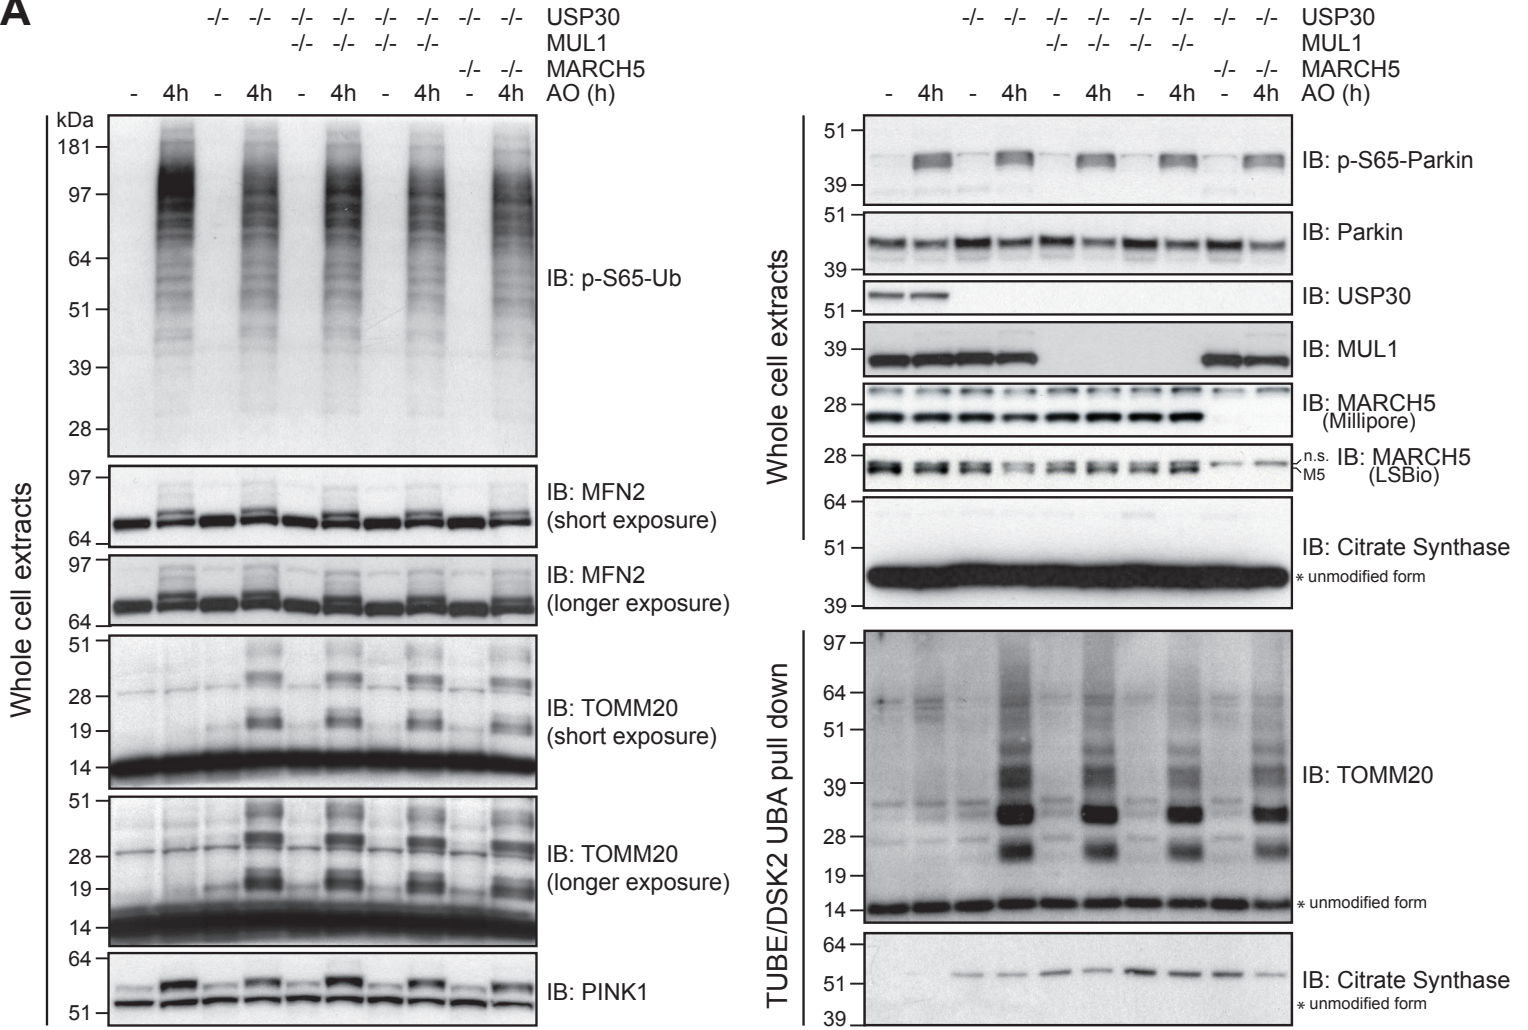 A
-/- -/- -/- -/- -/- -/- -/- -/- USP30
-/- -/- -/- -/- MUL1
-/- -/- MARCH5
- 4h - 4h - 4h - 4h - 4h AO (h)
Whole cell extracts
kDa
181
97
64
51
39
28
IB: p-S65-Ub
97
64
IB: MFN2
(short exposure)
97
64
IB: MFN2
(longer exposure)
51
28
19
14
IB: TOMM20
(short exposure)
51
28
19
14
IB: TOMM20
(longer exposure)
64
51
IB: PINK1
-/- -/- -/- -/- -/- -/- -/- -/- USP30
-/- -/- -/- -/- MUL1
-/- -/- MARCH5
- 4h - 4h - 4h - 4h - 4h AO (h)
Whole cell extracts
51
39
IB: p-S65-Parkin
51
39
IB: Parkin
51
IB: USP30
39
IB: MUL1
28
IB: MARCH5
(Millipore)
28
n.s.
M5
IB: MARCH5
(LSBio)
64
51
39
IB: Citrate Synthase
* unmodified form
TUBE/DSK2 UBA pull down
97
64
51
39
28
19
14
IB: TOMM20
* unmodified form
64
51
39
IB: Citrate Synthase
* unmodified form